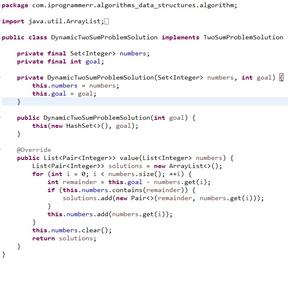 package com.iprogrammerr.algorithms_data_structures.algorithm;
import java.util.ArrayList;
public class DynamicTwoSumProblemSolution implements TwoSumProblemSolution
private final Set<Integer> numbers;
private final int goal;
private DynamicTwoSumProblemSolution(Set<Integer> numbers, int goal) {
this.numbers = numbers;
this.goal = goal;
}
public DynamicTwoSumProblemSolution(int goal) {
this(new HashSet<>(), goal);
}
@Override
public List<Pair<Integer>> value(List<Integer> numbers) {
List<Pair<Integer>> solutions = new ArrayList<>();
for (int i = 0; i < numbers.size(); ++i) {
int remainder = this.goal - numbers.get(i);
if (this.numbers.contains(remainder)) {
solutions.add(new Pair<>(remainder, numbers.get(i)));
}
this.numbers.add(numbers.get(i));
}
this.numbers.clear();
return solutions;
}
}